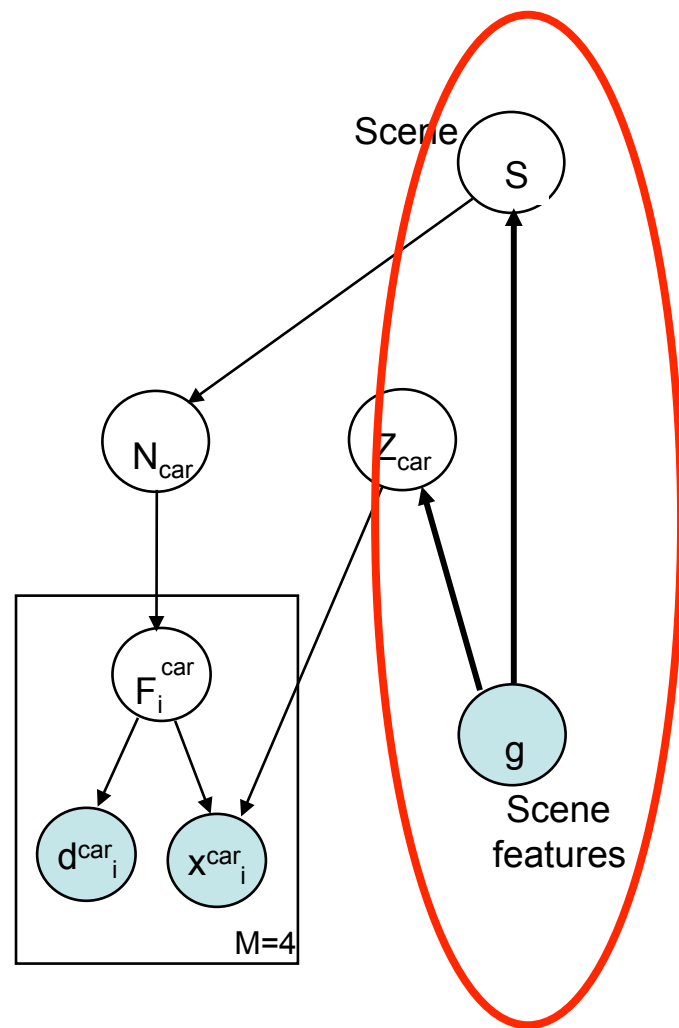 Scene
S
N_car
Z_car
F_i^car
g
Scene
features
d^car_i
x^car_i
M=4